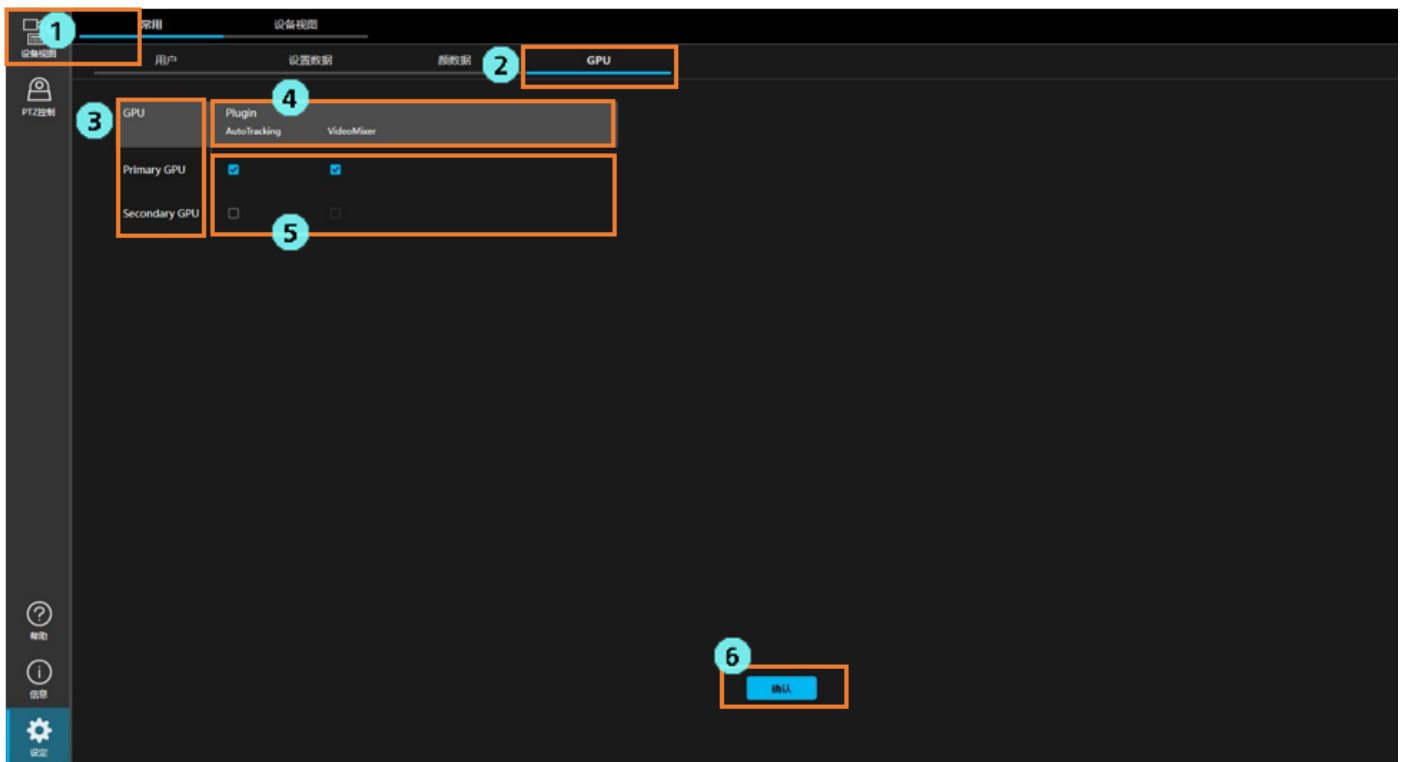 1
设备视图
常用
设备视图
用户
设置数据
颜数据
2
GPU
PTZ控制
3
GPU
4
Plugin
AutoTracking
VideoMixer
Primary GPU
Secondary GPU
5
6
确认
帮助
信息
设定